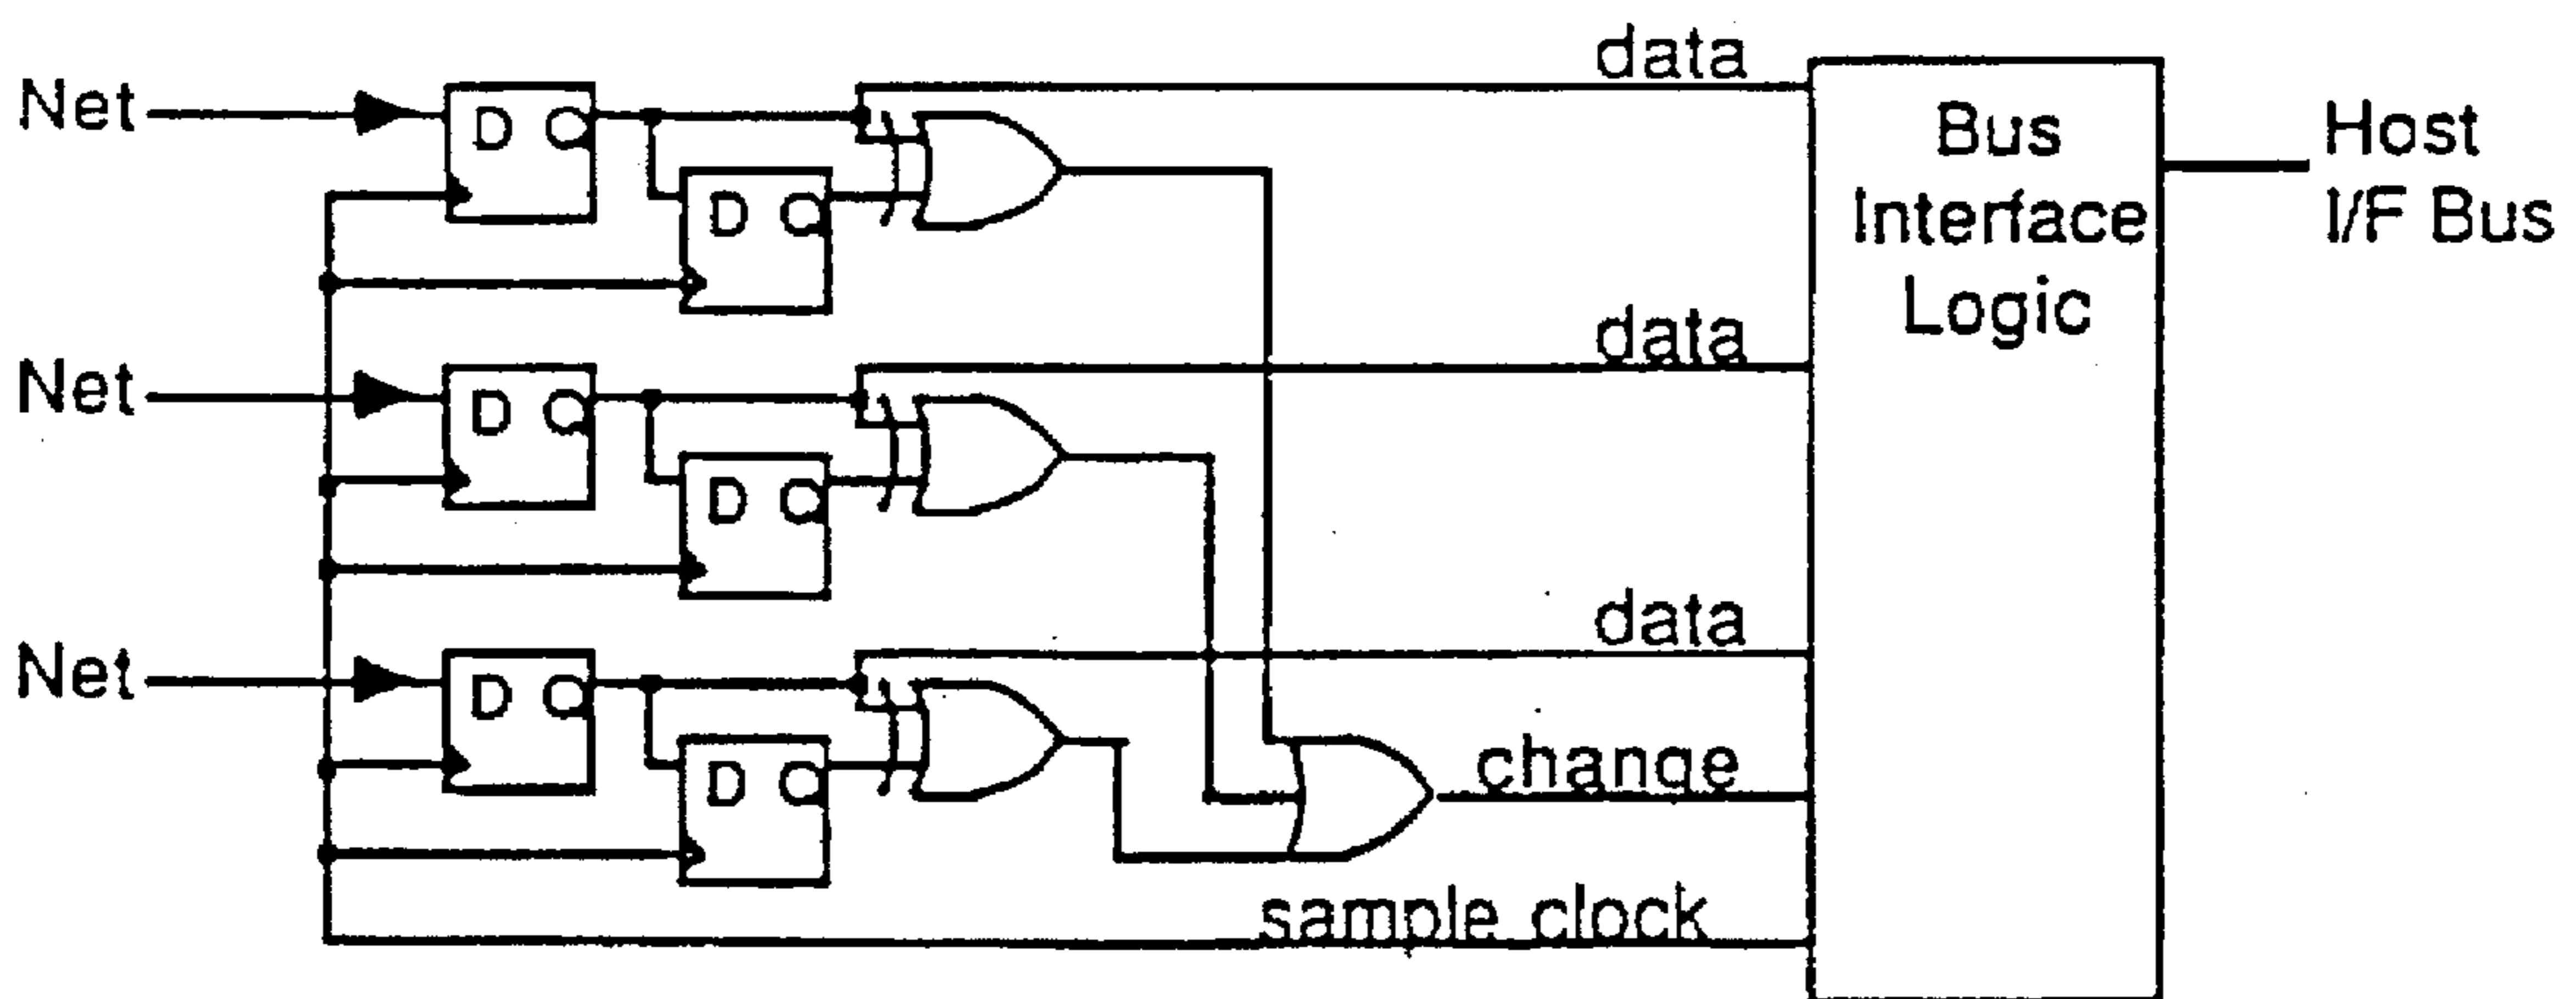 Net
D Q
D Q
data
Bus
Interface
Logic
Host
I/F Bus
Net
D Q
D Q
data
Net
D Q
D Q
data
change
sample clock